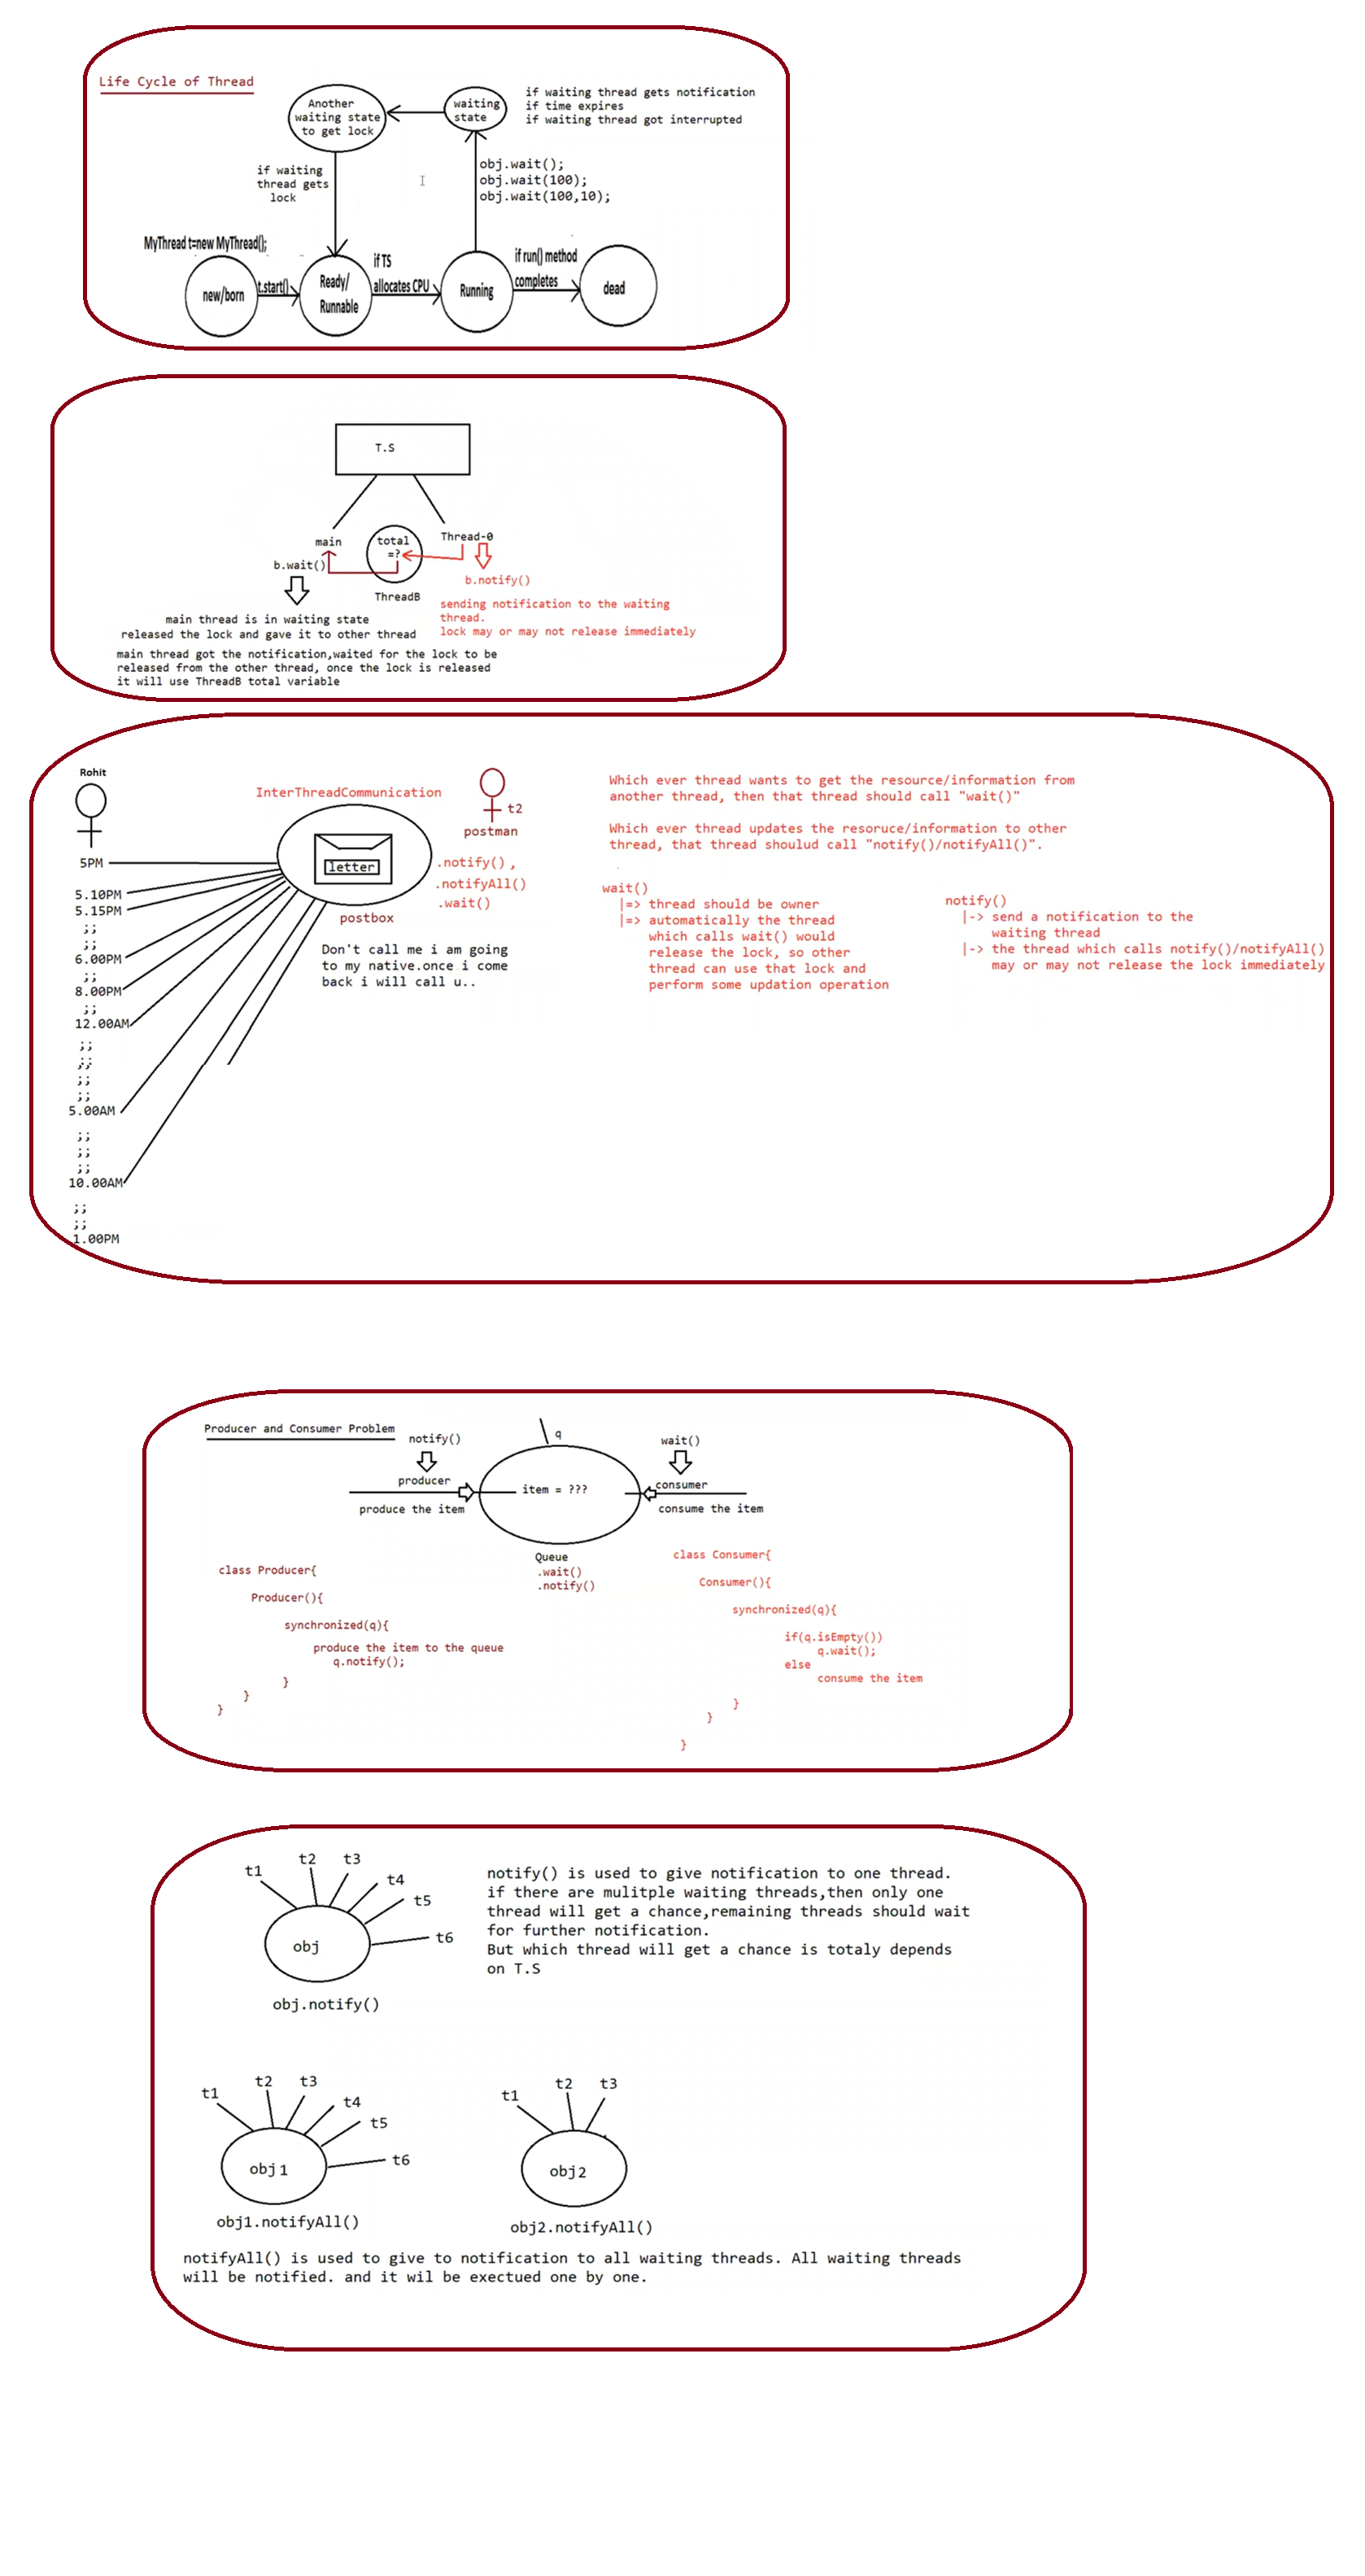 Life Cycle of Thread
Another
waiting state
to get lock
waiting
state
if waiting thread gets notification
if time expires
if waiting thread got interrupted
if waiting
thread gets
lock
obj.wait();
obj.wait(100);
obj.wait(100,10);
MyThread t=new MyThread();
new/born
t.start()
Ready/
Runnable
if TS
allocates CPU
Running
if run() method
completes
dead
T.S
main
total
=?
Thread-0
b.wait()
b.notify()
ThreadB
sending notification to the waiting
thread.
lock may or may not release immediately
main thread is in waiting state
released the lock and gave it to other thread
main thread got the notification,waited for the lock to be
released from the other thread, once the lock is released
it will use ThreadB total variable
Rohit
InterThreadCommunication
t2
postman
letter
postbox
.notify(),
.notifyAll()
.wait()
Don't call me i am going
to my native.once i come
back i will call u..
5PM
5.10PM
5.15PM
;;
;;
6.00PM
;;
8.00PM
;;
12.00AM
;;
;;
;;
;;
5.00AM
;;
;;
;;
10.00AM
;;
;;
1.00PM
Which ever thread wants to get the resource/information from
another thread, then that thread should call "wait()"
Which ever thread updates the resoruce/information to other
thread, that thread shoulud call "notify()/notifyAll()".
wait()
|=> thread should be owner
|=> automatically the thread
which calls wait() would
release the lock, so other
thread can use that lock and
perform some updation operation
notify()
|-> send a notification to the
waiting thread
|-> the thread which calls notify()/notifyAll()
may or may not release the lock immediately
Producer and Consumer Problem
notify()
q
wait()
producer
item = ???
consumer
produce the item
consume the item
Queue
.wait()
.notify()
class Producer{
Producer(){
synchronized(q){
produce the item to the queue
q.notify();
}
}
}
class Consumer{
Consumer(){
synchronized(q){
if(q.isEmpty())
q.wait();
else
consume the item
}
}
}
t1
t2
t3
t4
t5
t6
obj
obj.notify()
notify() is used to give notification to one thread.
if there are mulitple waiting threads,then only one
thread will get a chance,remaining threads should wait
for further notification.
But which thread will get a chance is totaly depends
on T.S
t1
t2
t3
t4
t5
t6
obj1
obj1.notifyAll()
t1
t2
t3
obj2
obj2.notifyAll()
notifyAll() is used to give to notification to all waiting threads. All waiting threads
will be notified. and it wil be exectued one by one.